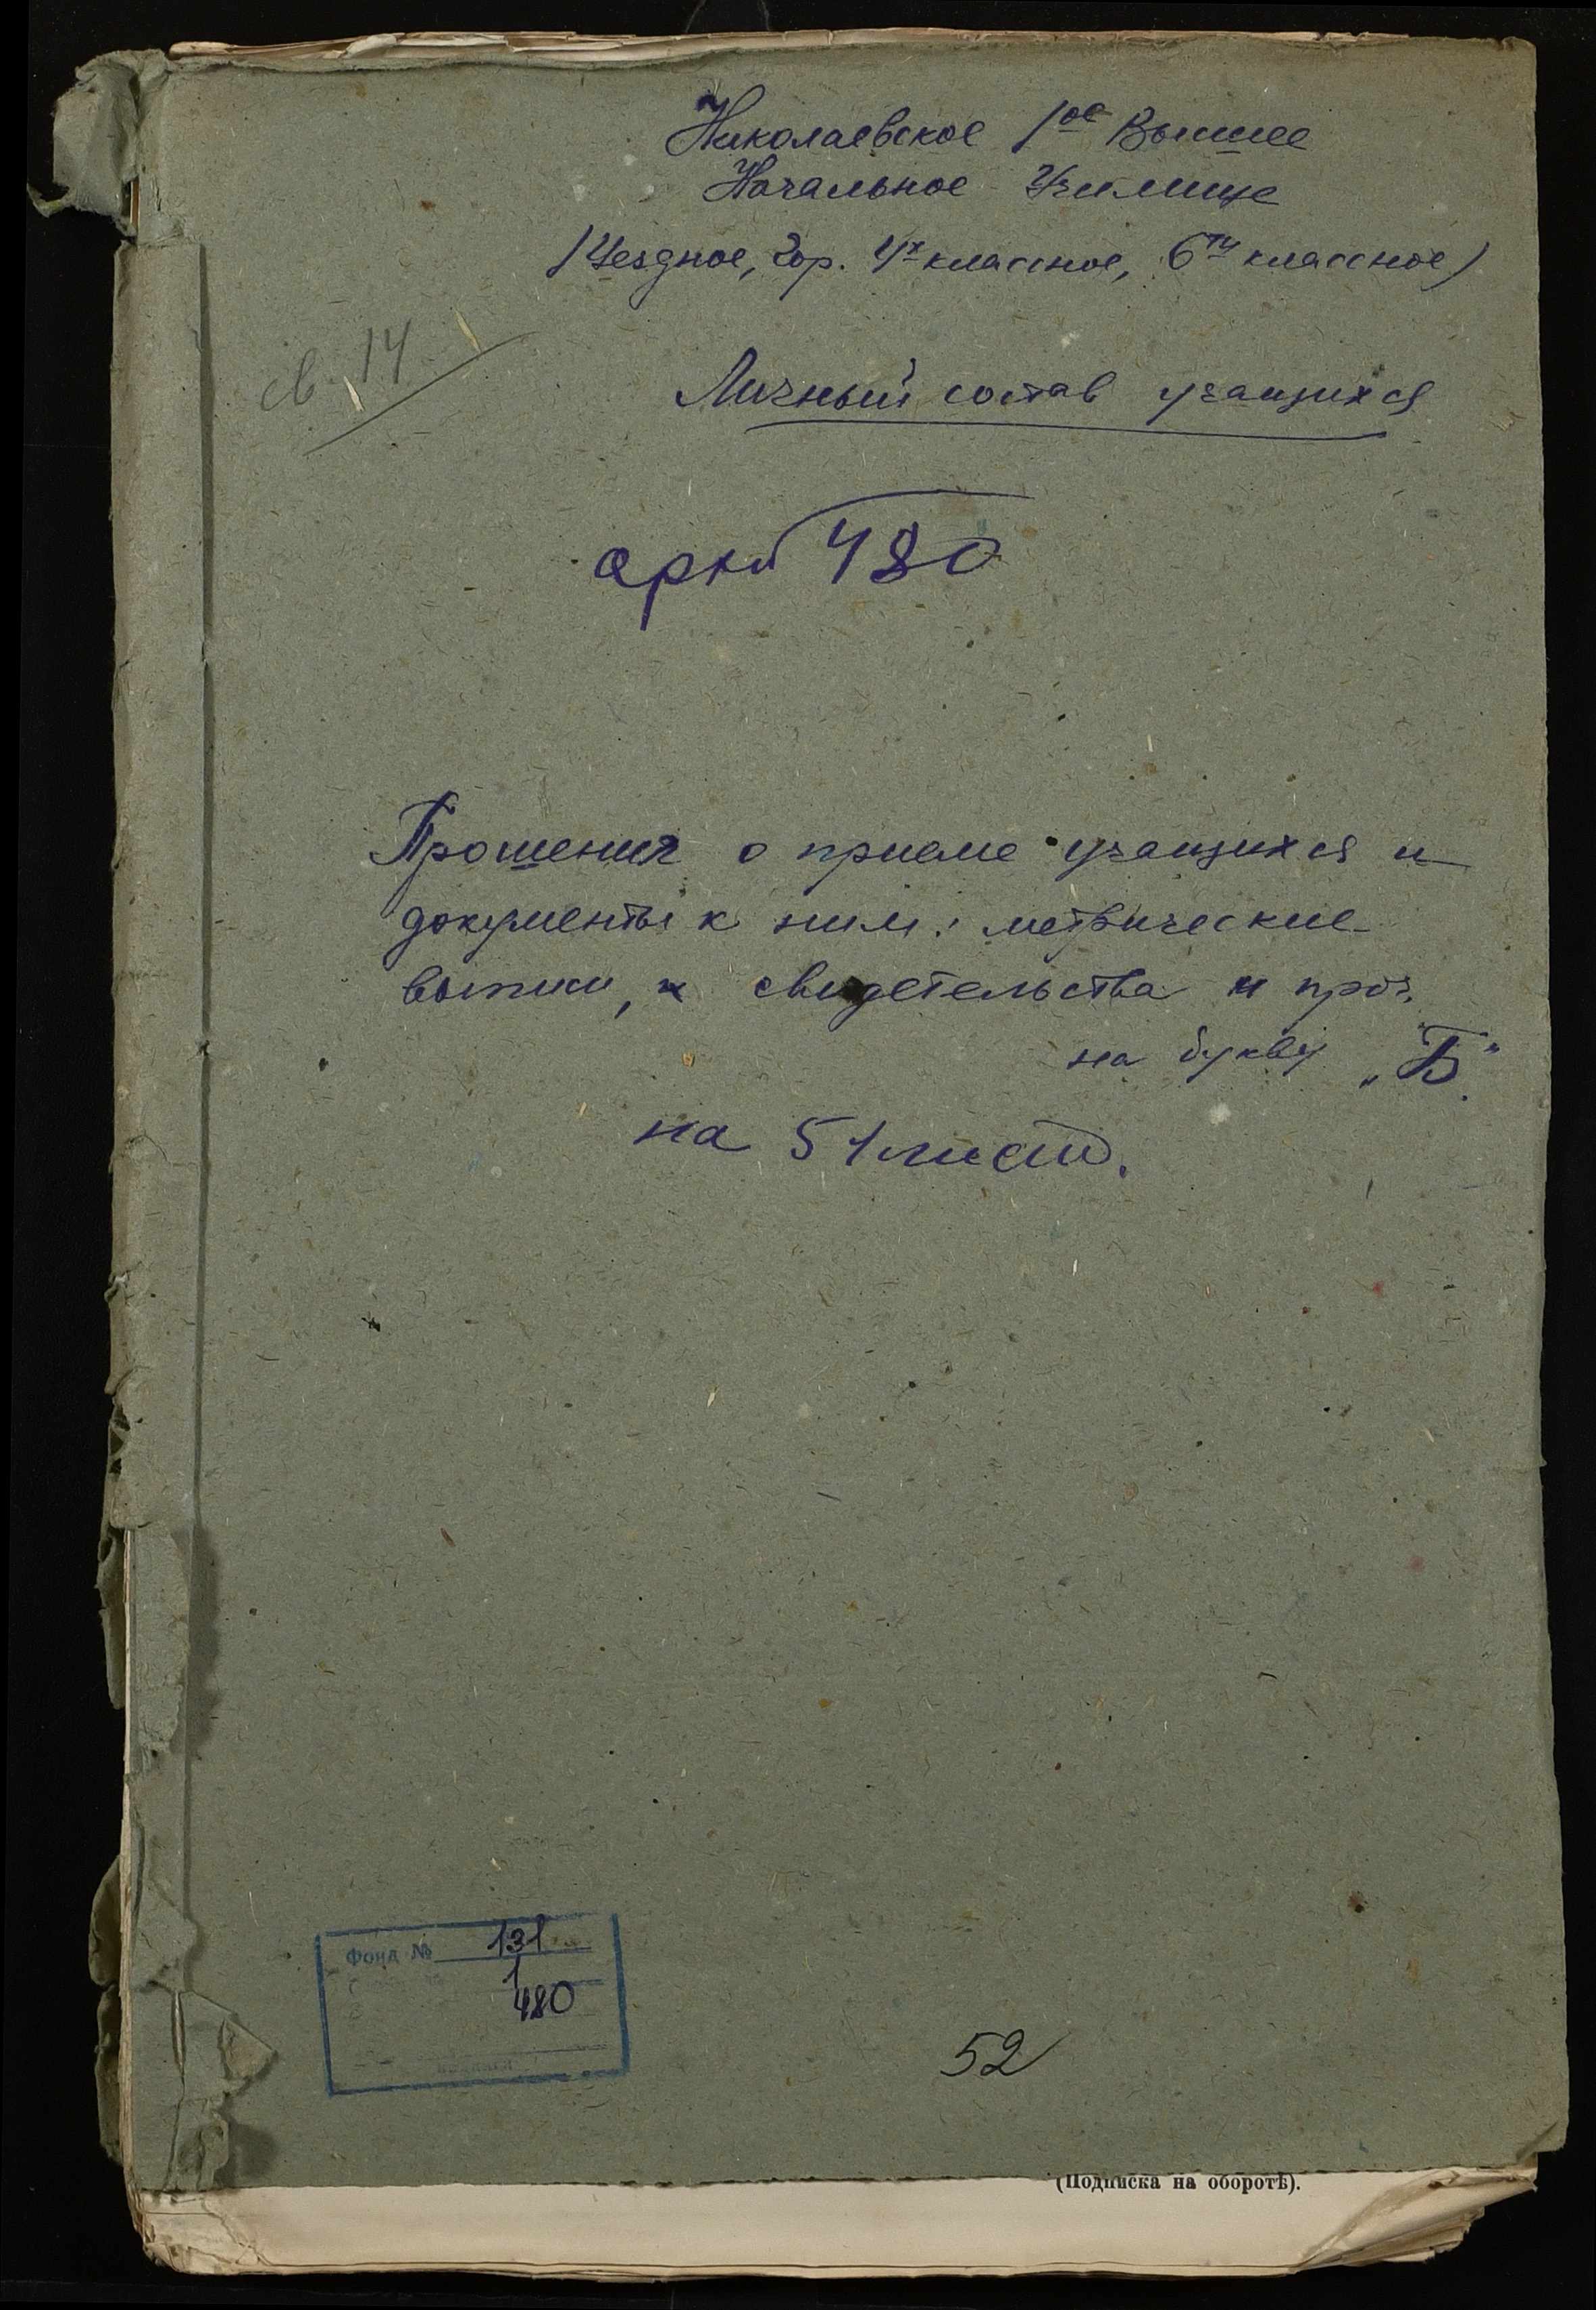 Николаевское 1ое Высшее
Начальное Училище
(Уездное, Гор. 4х классное, 6ти классное)
св 14
Личный состав учащихся
480
Прошения о приеме учащихся и
документы к ним: метрические
выписи, и свидетельства и проч.
на букву „Б"
на 51 листе.
Фонд № 131
1
480
52
(Подписка на оборотѣ).